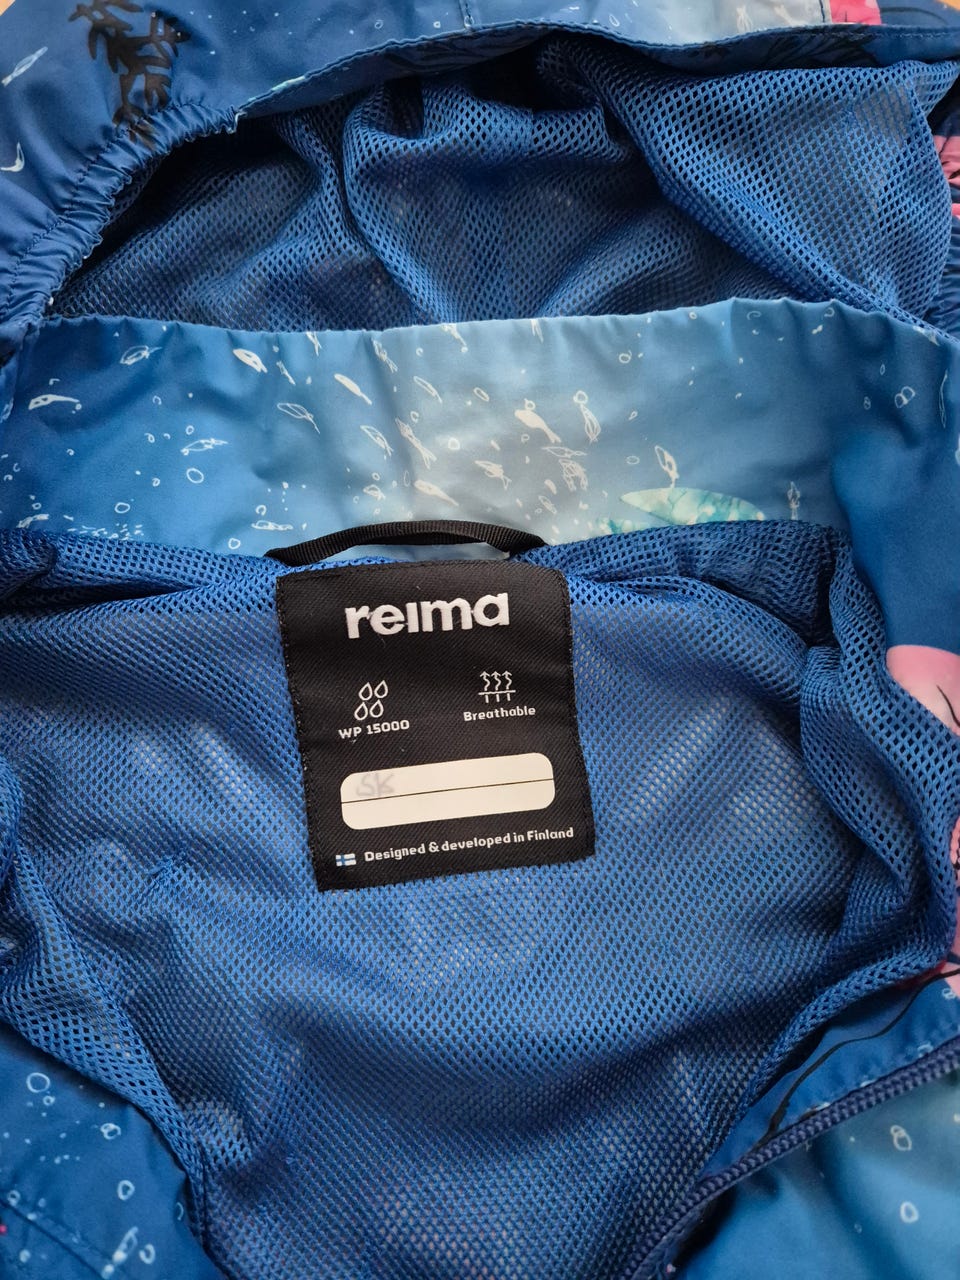 reima
WP 15000
Breathable
SK
Designed & developed in Finland